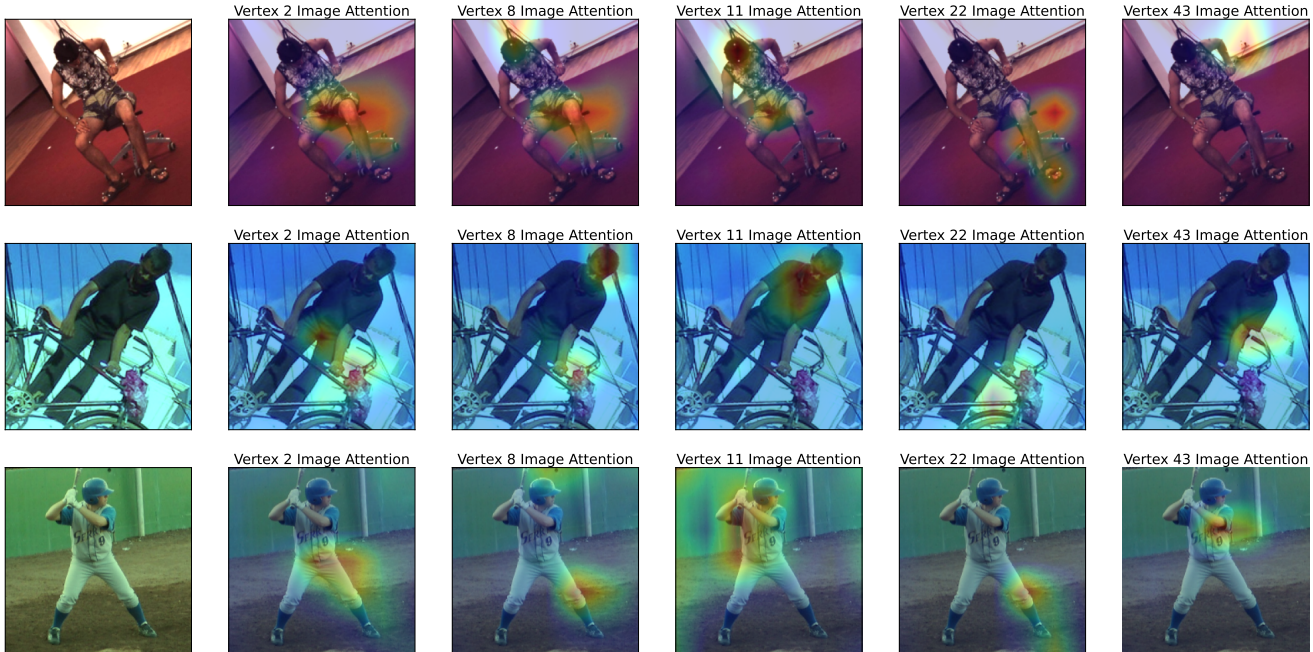 Vertex 2 Image Attention
Vertex 8 Image Attention
Vertex 11 Image Attention
Vertex 22 Image Attention
Vertex 43 Image Attention
Vertex 2 Image Attention
Vertex 8 Image Attention
Vertex 11 Image Attention
Vertex 22 Image Attention
Vertex 43 Image Attention
Vertex 2 Image Attention
Vertex 8 Image Attention
Vertex 11 Image Attention
Vertex 22 Image Attention
Vertex 43 Image Attention